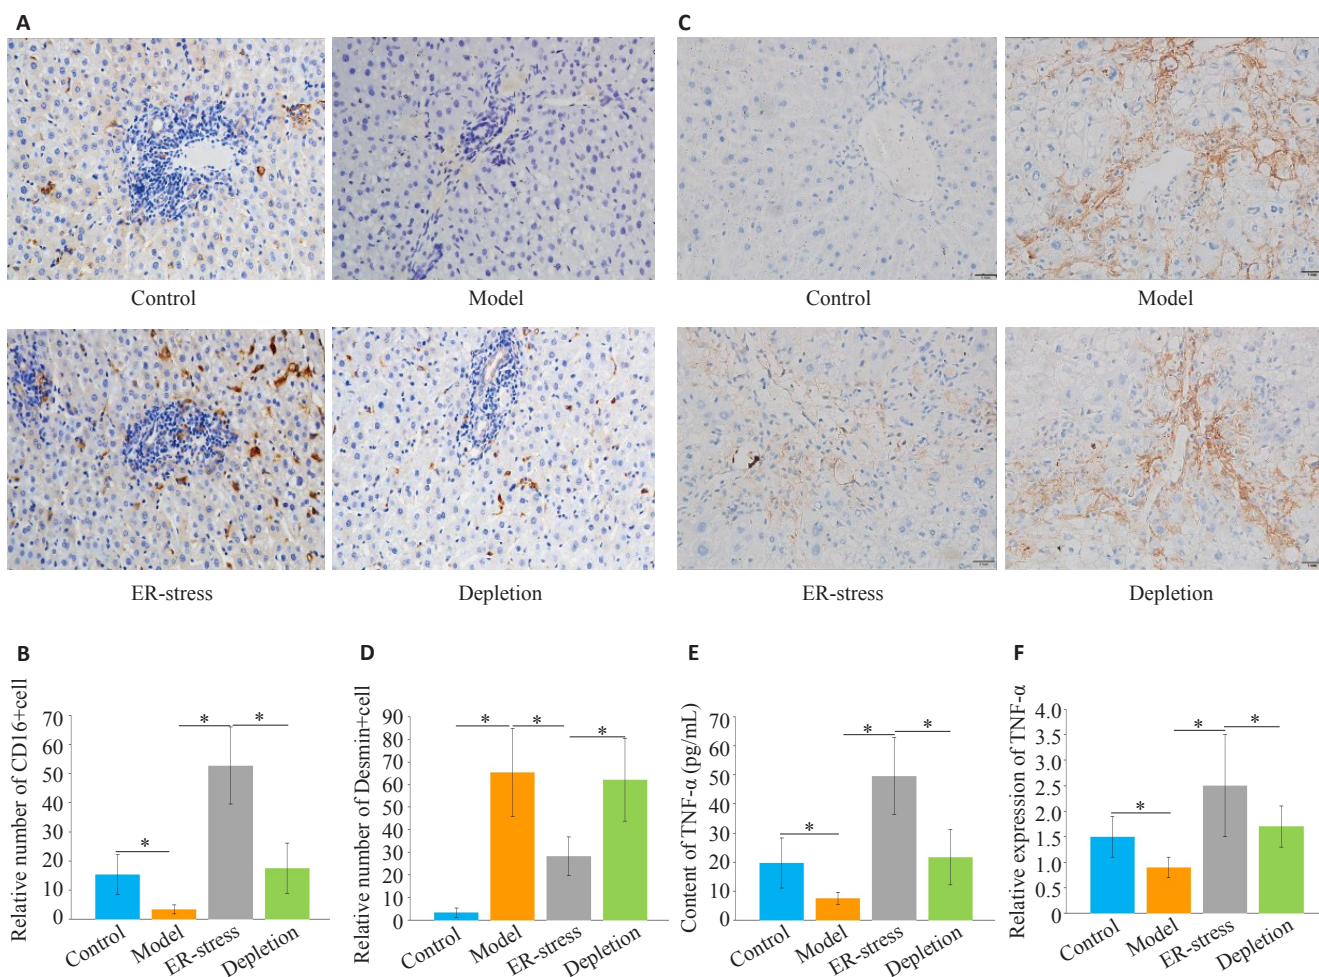 A
C
Control
Model
Control
Model
ER-stress
Depletion
ER-stress
Depletion
B
D
E
F
Relative number of CD16+cell
70
60
50
40
30
20
10
0
*
*
*
Control
Model
ER-stress
Depletion
Relative number of Desmin+cell
90
80
70
60
50
40
30
20
10
0
*
*
*
Control
Model
ER-stress
Depletion
Content of TNF-α (pg/mL)
70
60
50
40
30
20
10
0
*
*
*
Control
Model
ER-stress
Depletion
Relative expression of TNF-α
4.0
3.5
3.0
2.5
2.0
1.5
1.0
0.5
0
*
*
*
Control
Model
ER-stress
Depletion